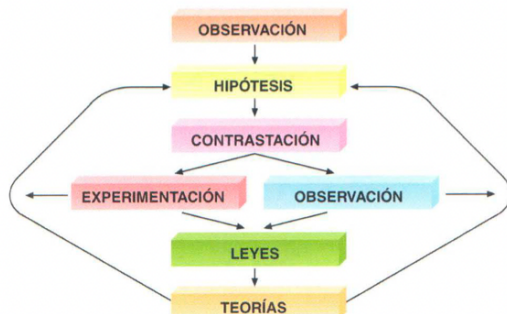 OBSERVACIÓN
HIPÓTESIS
CONTRASTACIÓN
EXPERIMENTACIÓN
OBSERVACIÓN
LEYES
TEORÍAS